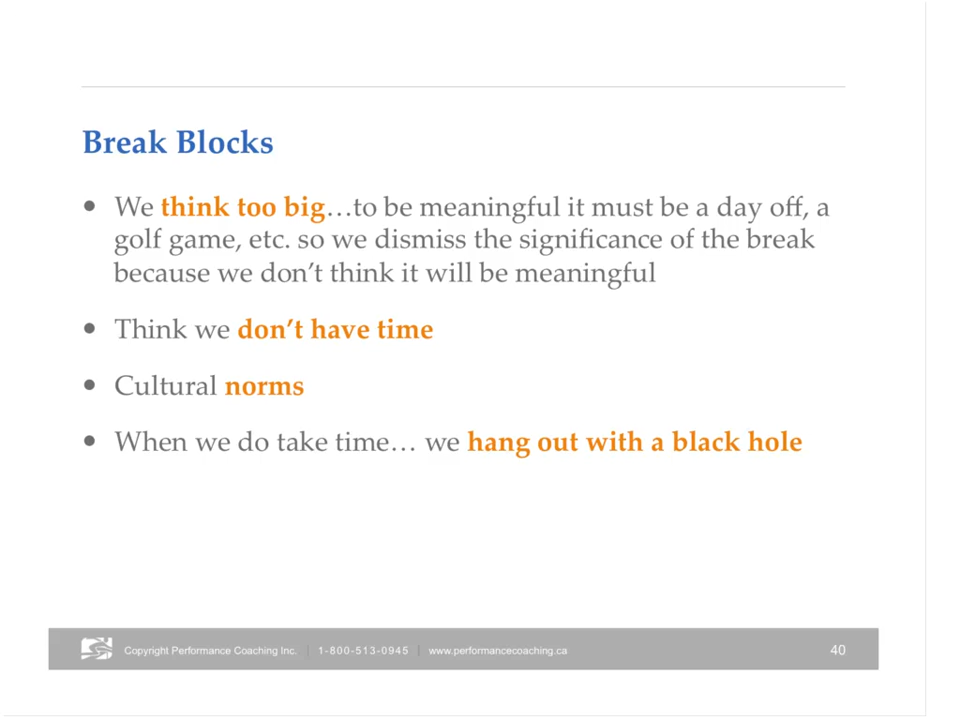 Break Blocks
• We think too big…to be meaningful it must be a day off, a
golf game, etc. so we dismiss the significance of the break
because we don’t think it will be meaningful
• Think we don’t have time
• Cultural norms
• When we do take time… we hang out with a black hole
Copyright Performance Coaching Inc. | 1-800-513-0945 | www.performancecoaching.ca 40